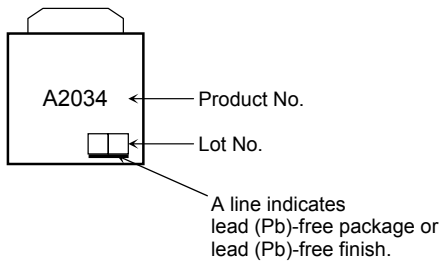 A2034
Product No.
Lot No.
A line indicates
lead (Pb)-free package or
lead (Pb)-free finish.